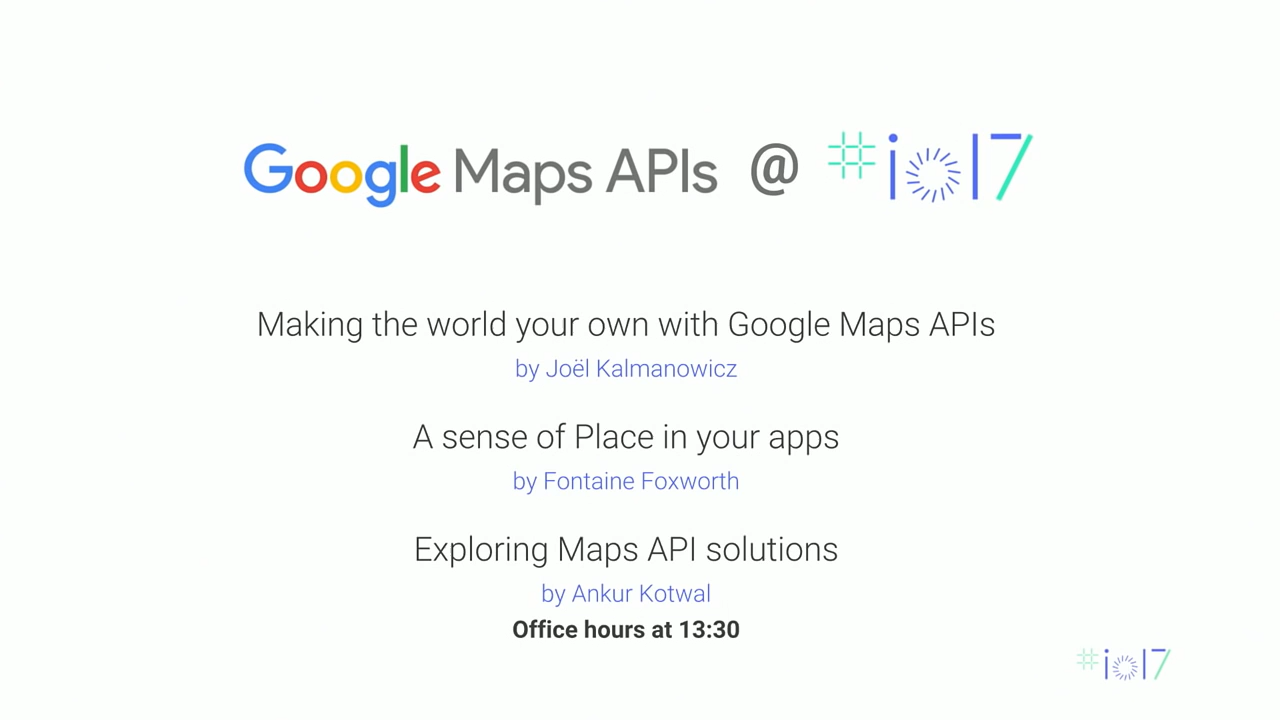 Google Maps APIs @ #io17
Making the world your own with Google Maps APIs
by Joël Kalmanowicz
A sense of Place in your apps
by Fontaine Foxworth
Exploring Maps API solutions
by Ankur Kotwal
Office hours at 13:30
#io17